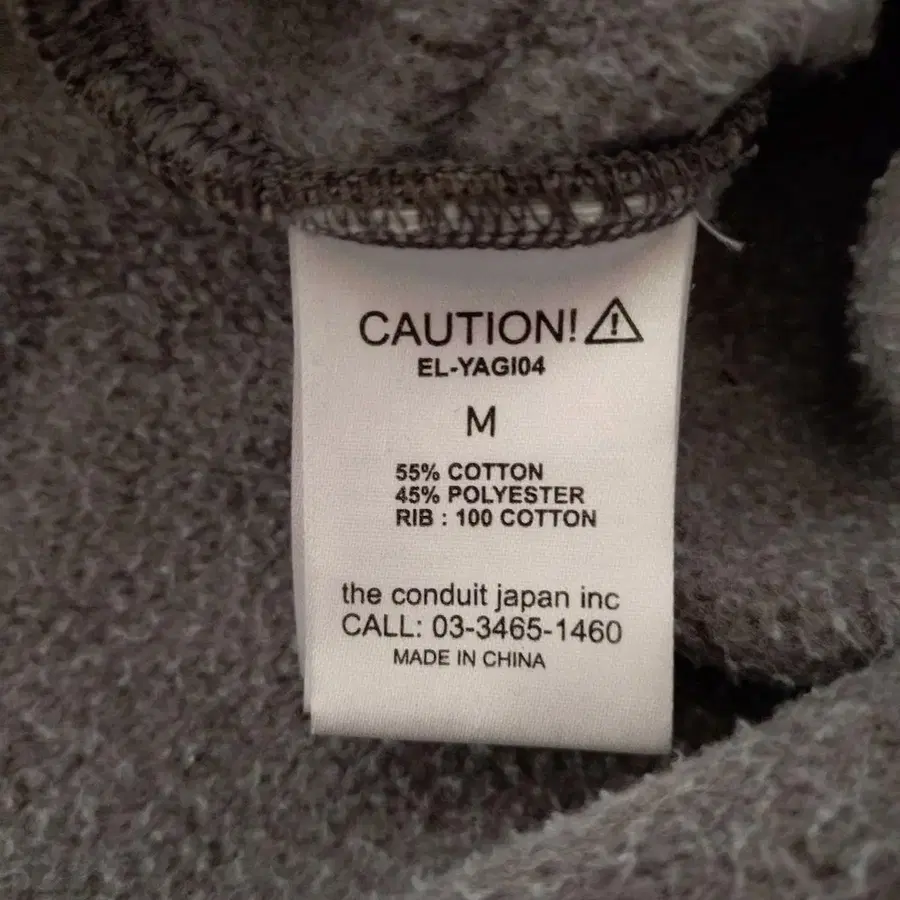 CAUTION!
EL-YAGI04
M
55% COTTON
45% POLYESTER
RIB : 100 COTTON
the conduit japan inc
CALL: 03-3465-1460
MADE IN CHINA